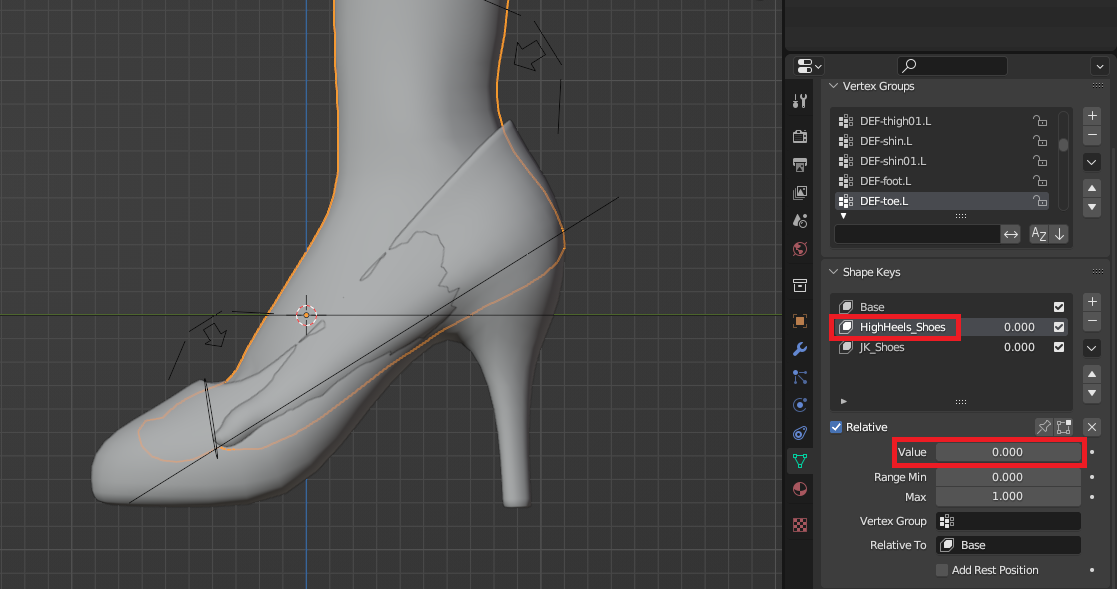 Vertex Groups
DEF-thigh01.L
DEF-shin.L
DEF-shin01.L
DEF-foot.L
DEF-toe.L
AZ
Shape Keys
Base
HighHeels_Shoes 0.000
JK_Shoes 0.000
Relative
Value 0.000
Range Min 0.000
Max 1.000
Vertex Group
Relative To Base
Add Rest Position